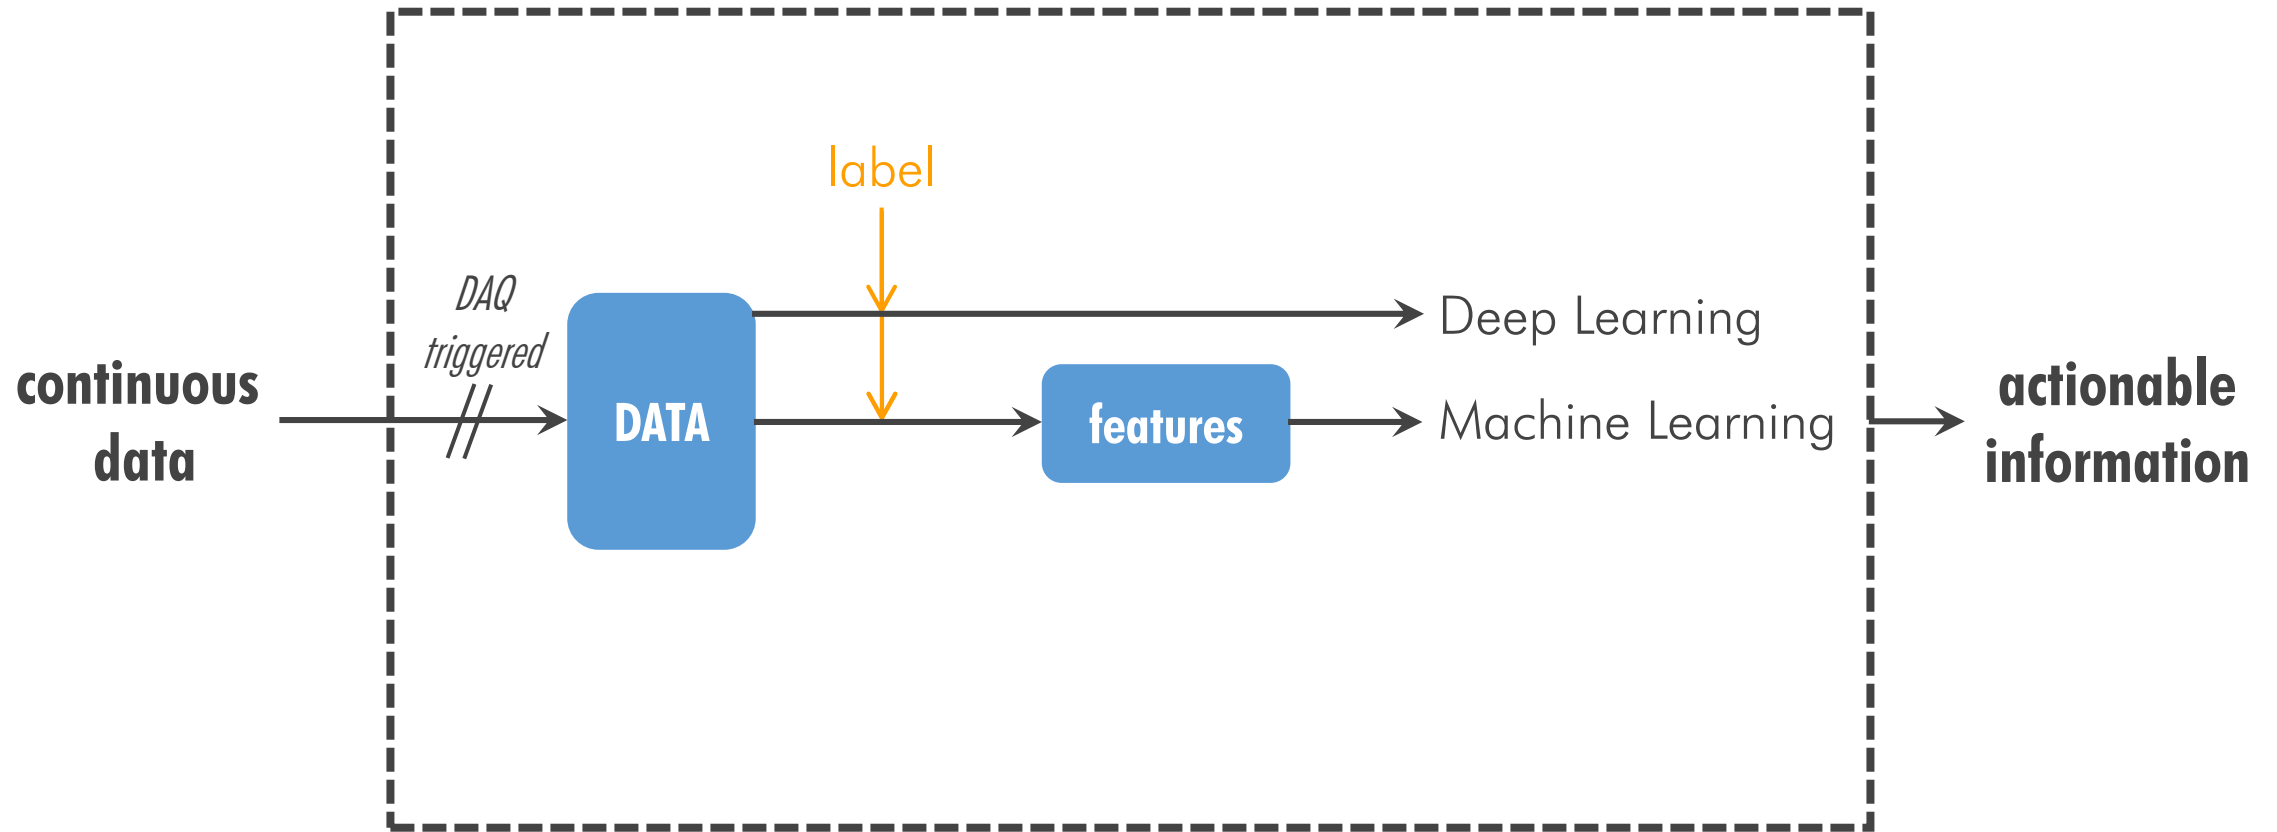 label
DAQ
triggered
continuous
data
DATA
features
Deep Learning
Machine Learning
actionable
information